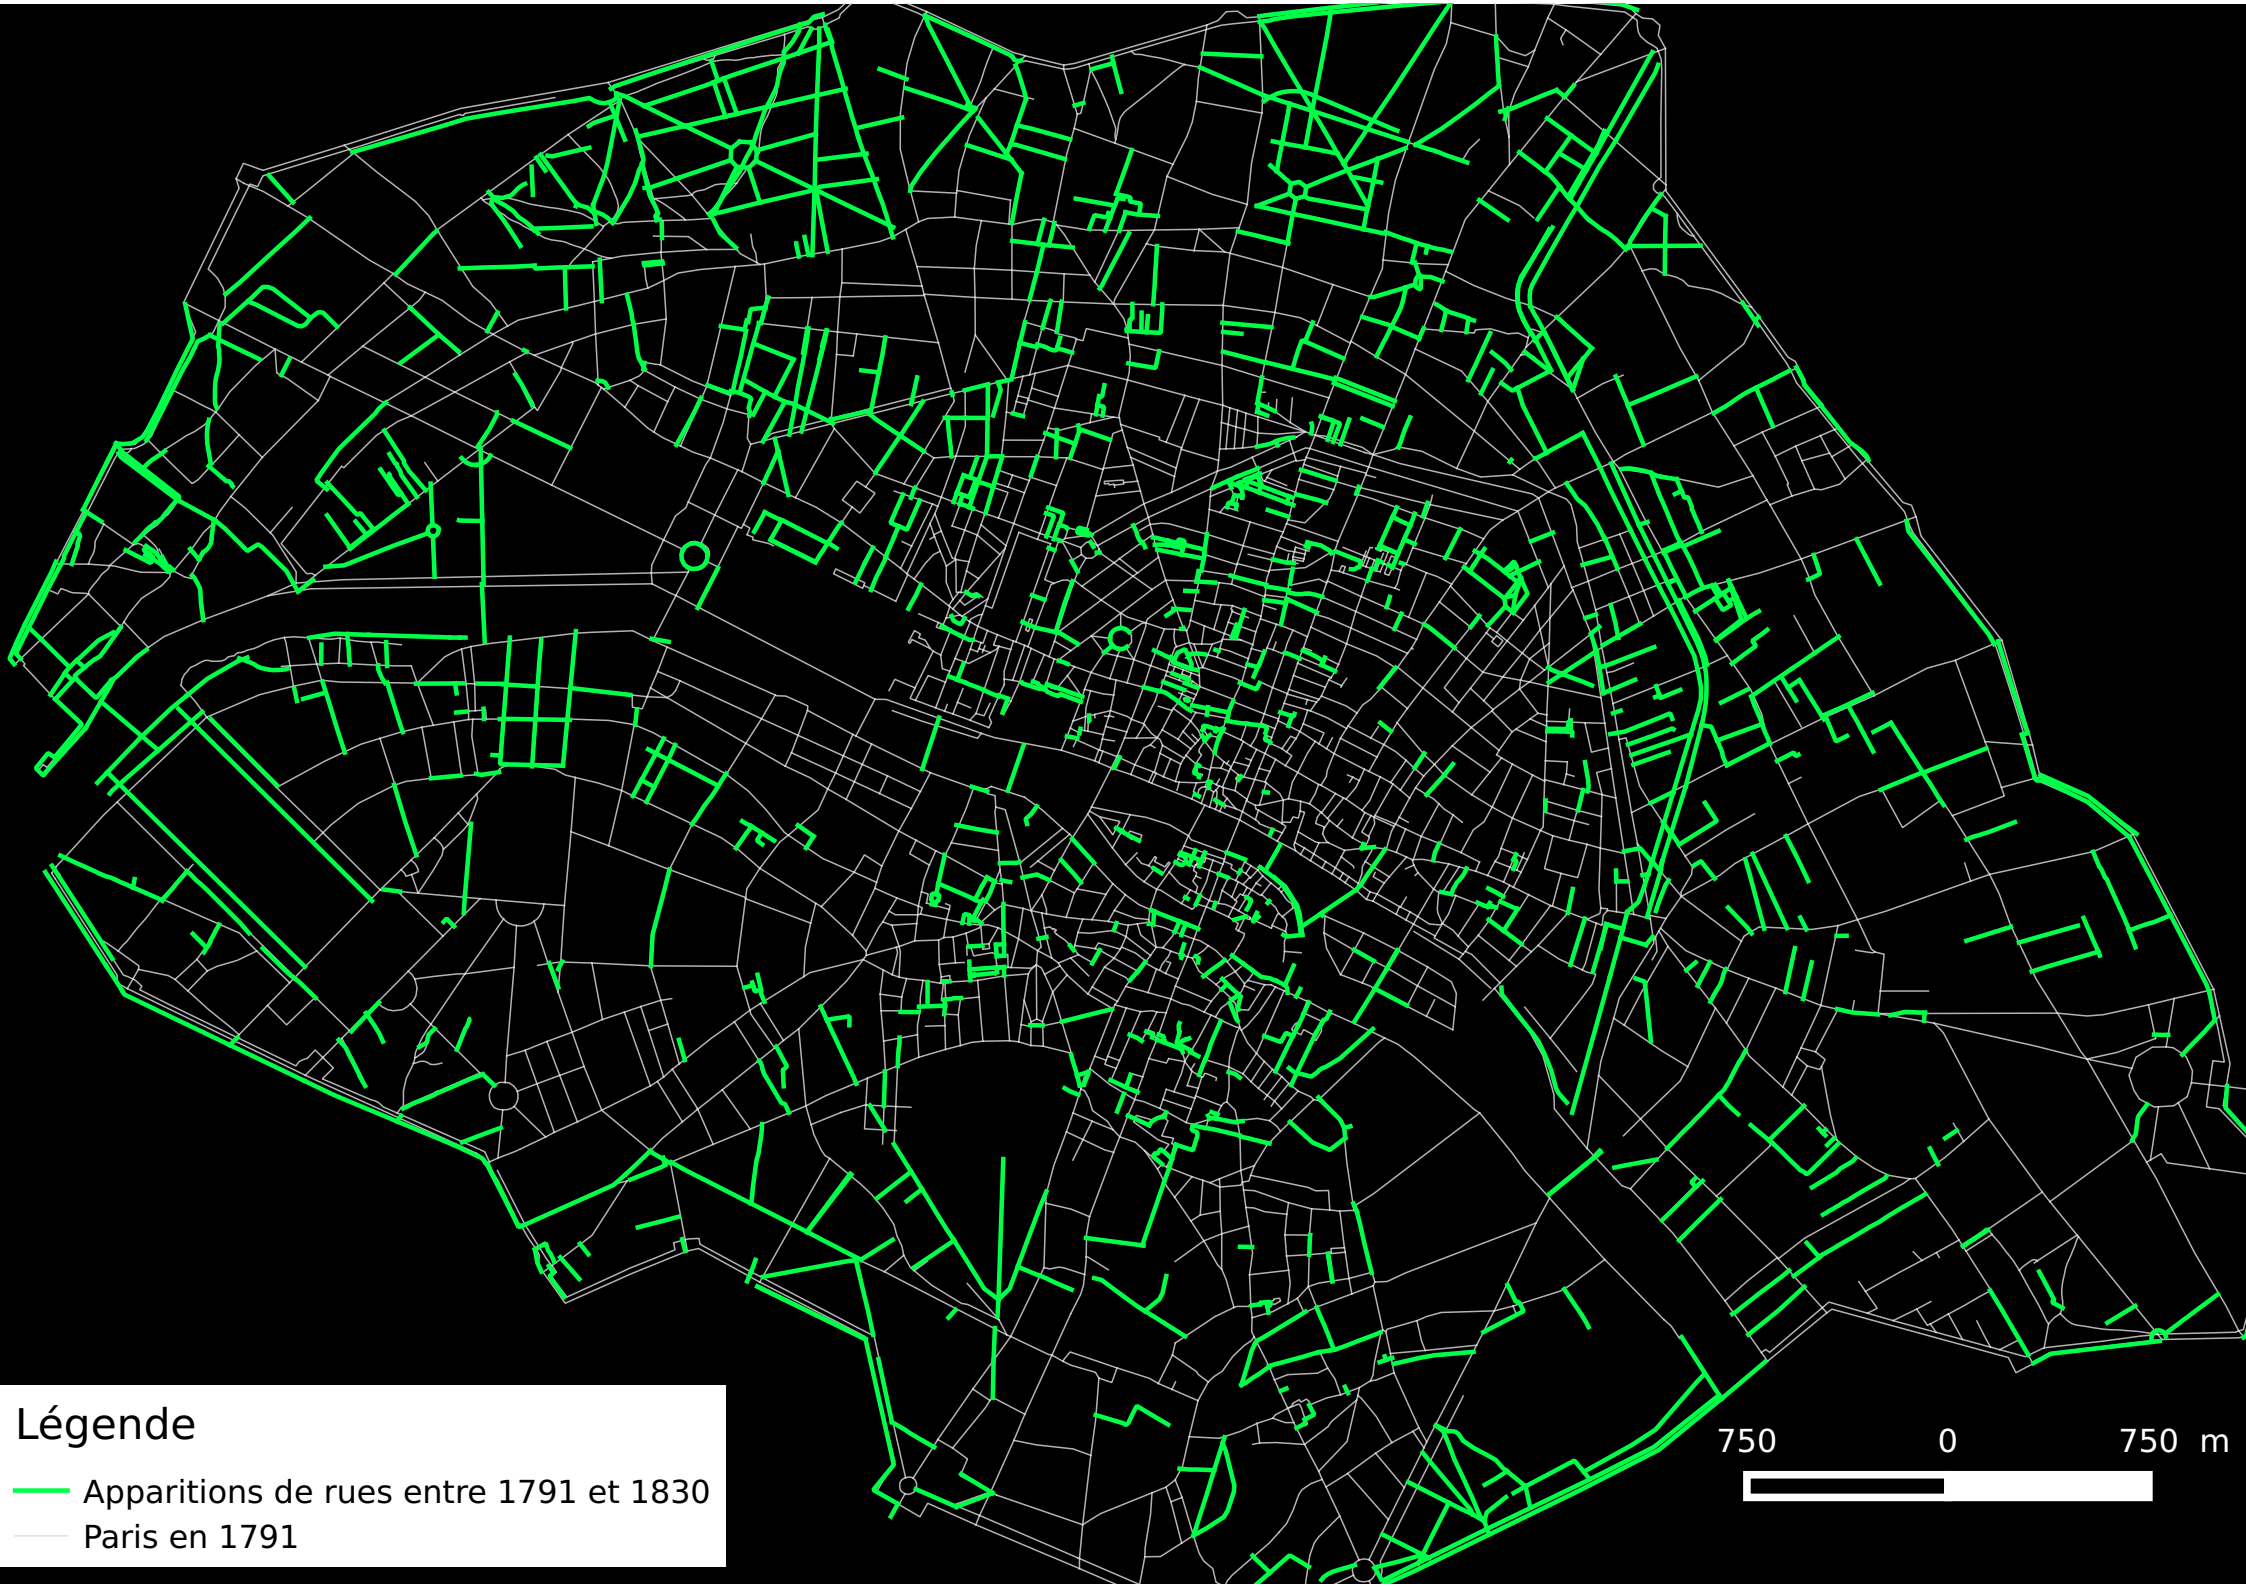 Légende
Apparitions de rues entre 1791 et 1830
Paris en 1791
750 0 750 m